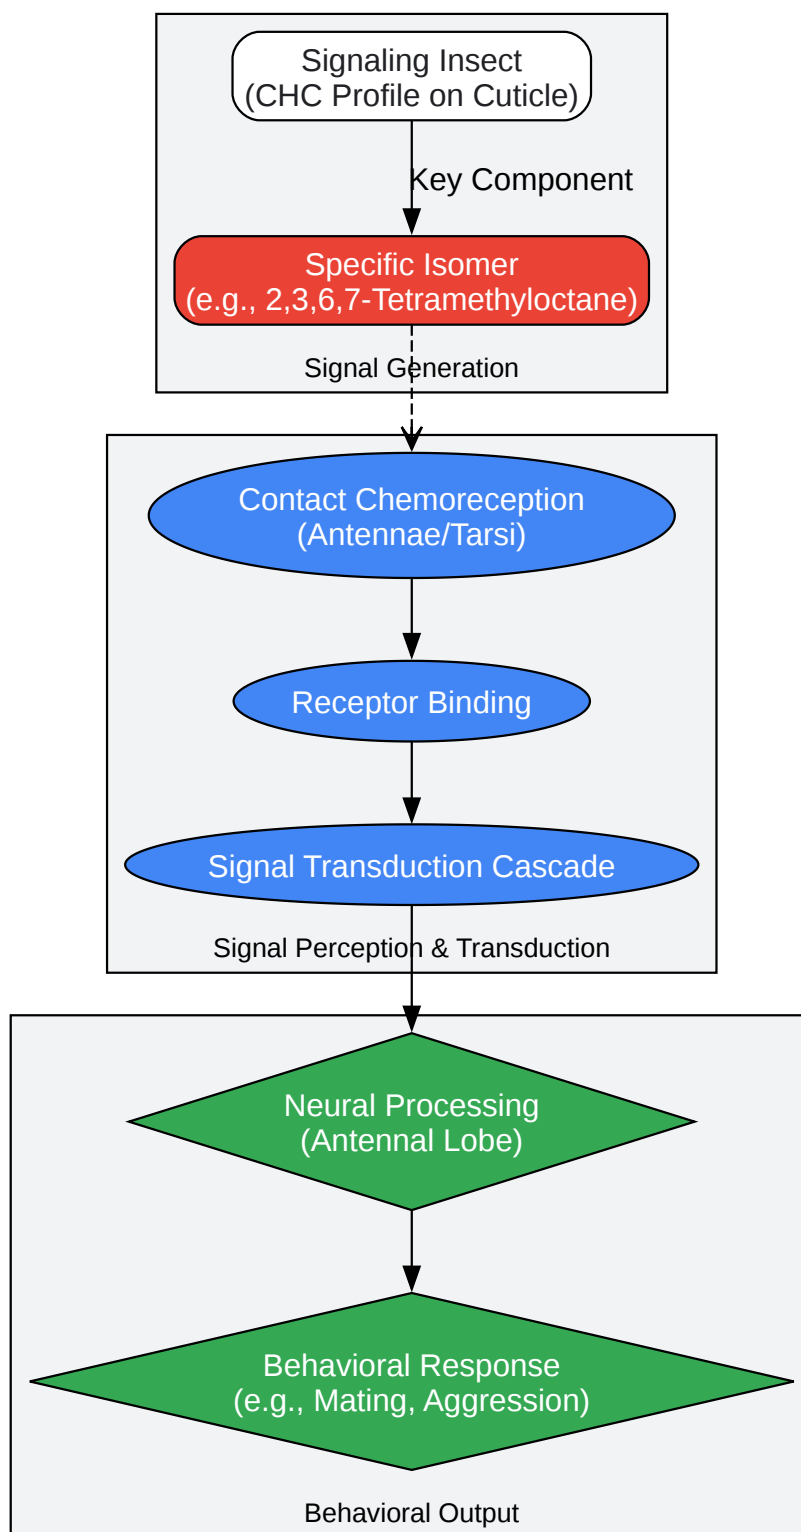 Signaling Insect
(CHC Profile on Cuticle)
Key Component
Specific Isomer
(e.g., 2,3,6,7-Tetramethyloctane)
Signal Generation
Contact Chemoreception
(Antennae/Tarsi)
Receptor Binding
Signal Transduction Cascade
Signal Perception & Transduction
Neural Processing
(Antennal Lobe)
Behavioral Response
(e.g., Mating, Aggression)
Behavioral Output